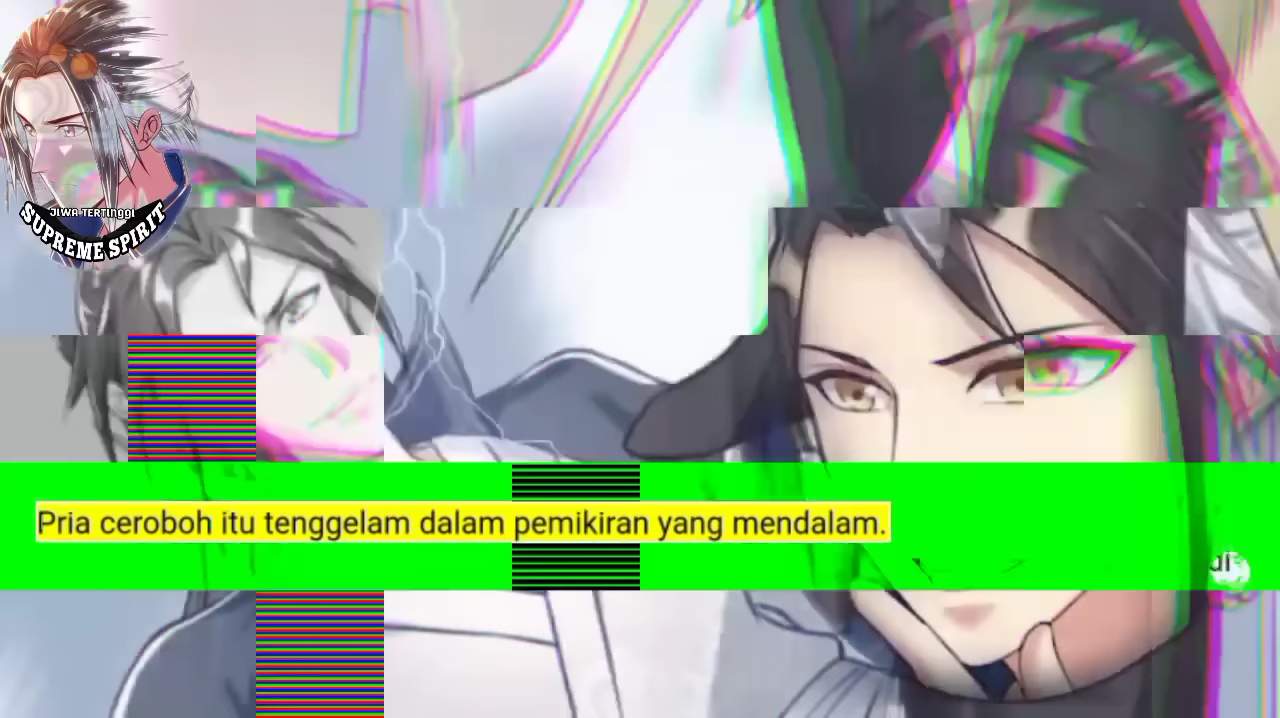 JIWA TERTINGGI
SUPREME SPIRIT
Pria ceroboh itu tenggelam dalam pemikiran yang mendalam.